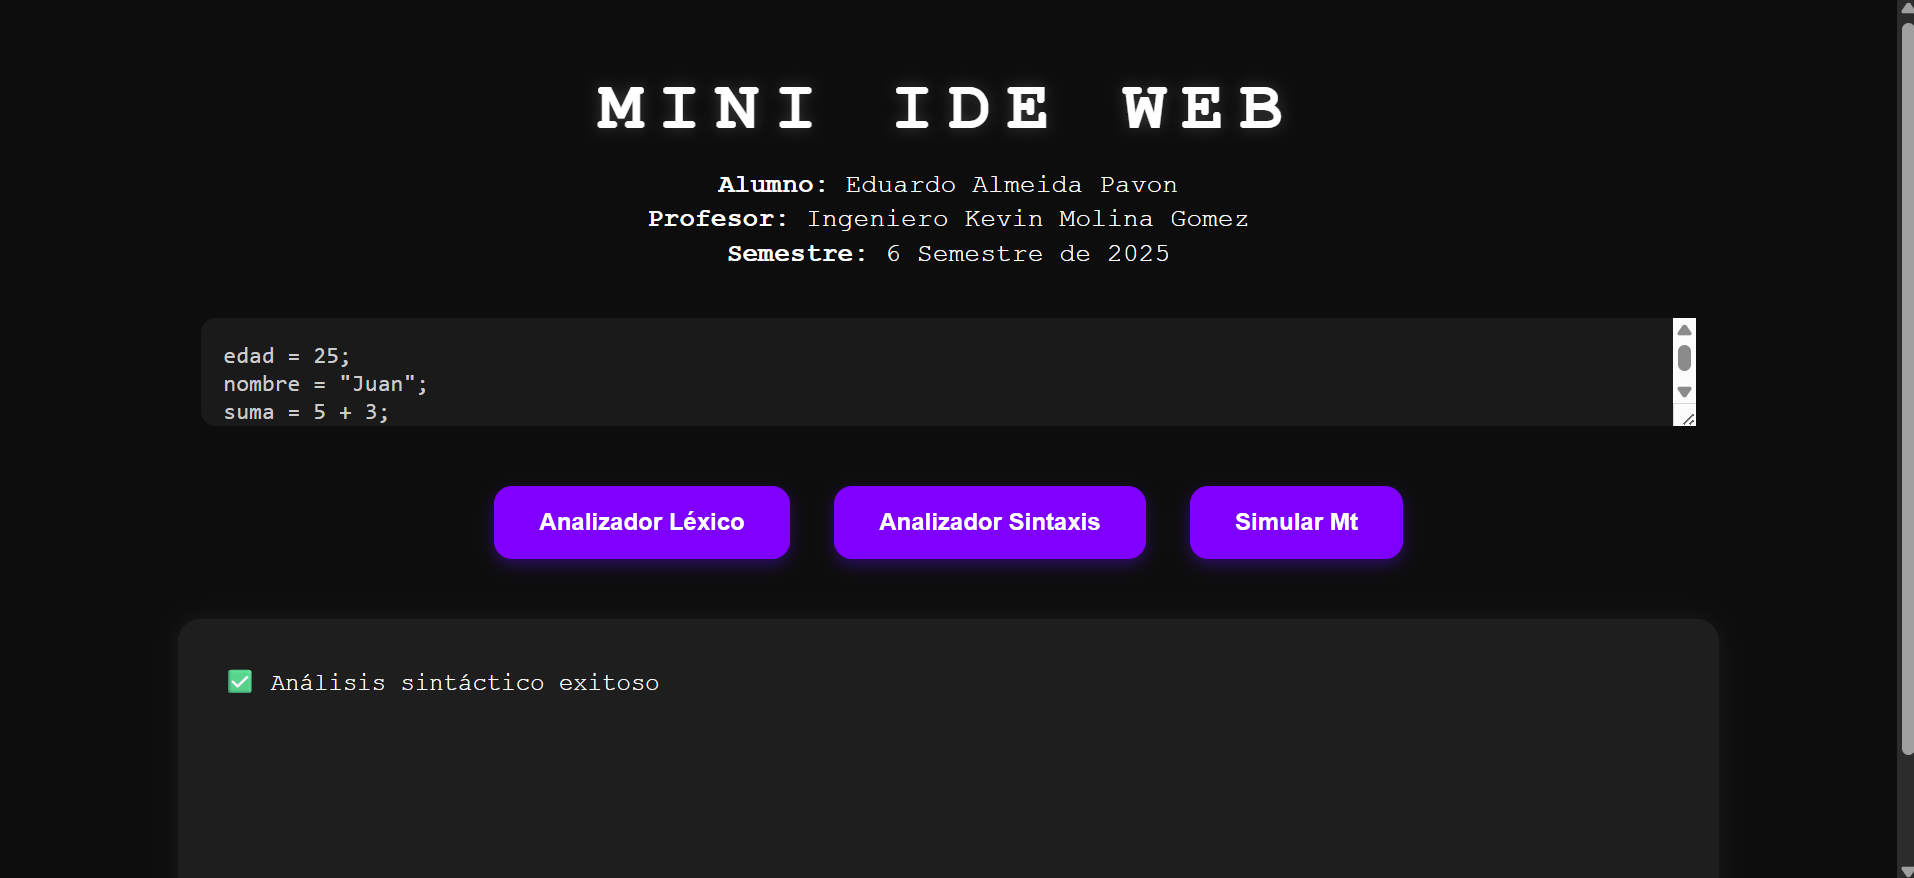 MINI IDE WEB
Alumno: Eduardo Almeida Pavon
Profesor: Ingeniero Kevin Molina Gomez
Semestre: 6 Semestre de 2025
edad = 25;
nombre = "Juan";
suma = 5 + 3;
Analizador Léxico
Analizador Sintaxis
Simular Mt
✅ Análisis sintáctico exitoso